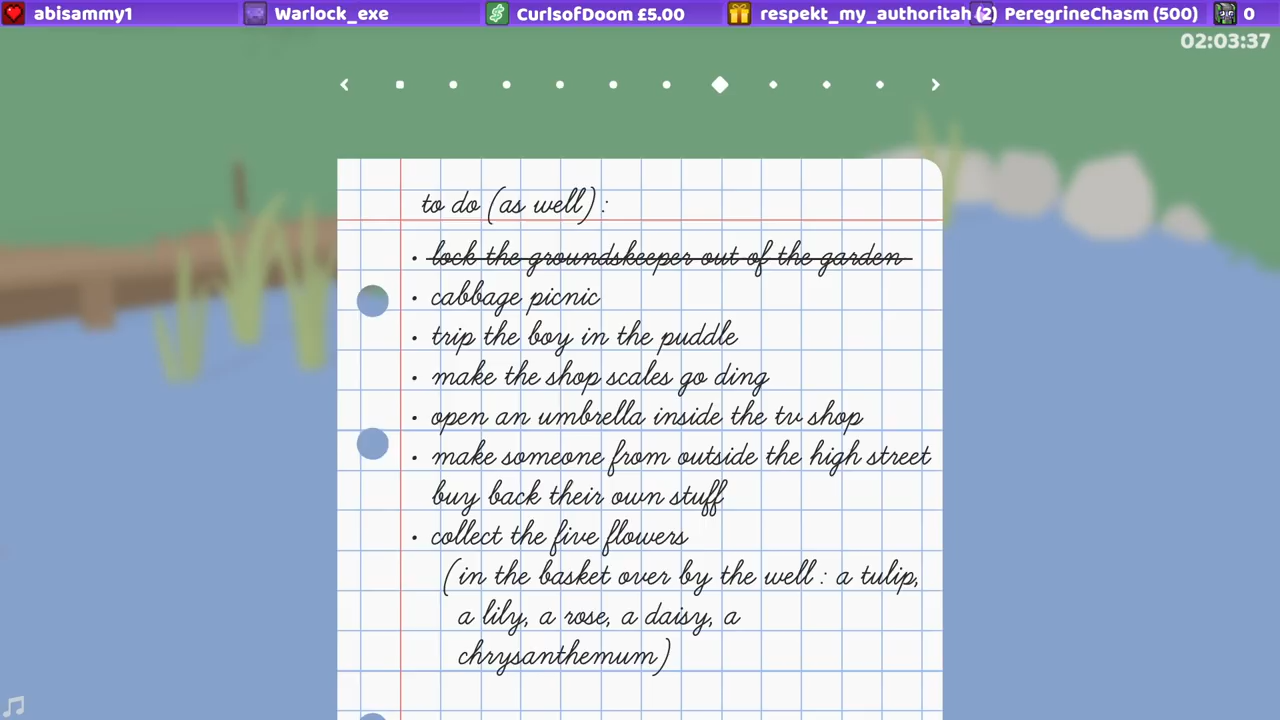 abisammy1 Warlock_exe CurlsofDoom £5.00 respekt_my_authoritah (2) PeregrineChasm (500) 0
02:03:37
to do (as well) :
• lock the groundskeeper out of the garden
• cabbage picnic
• trip the boy in the puddle
• make the shop scales go ding
• open an umbrella inside the tv shop
• make someone from outside the high street
buy back their own stuff
• collect the five flowers
(in the basket over by the well : a tulip,
a lily, a rose, a daisy, a
chrysanthemum)